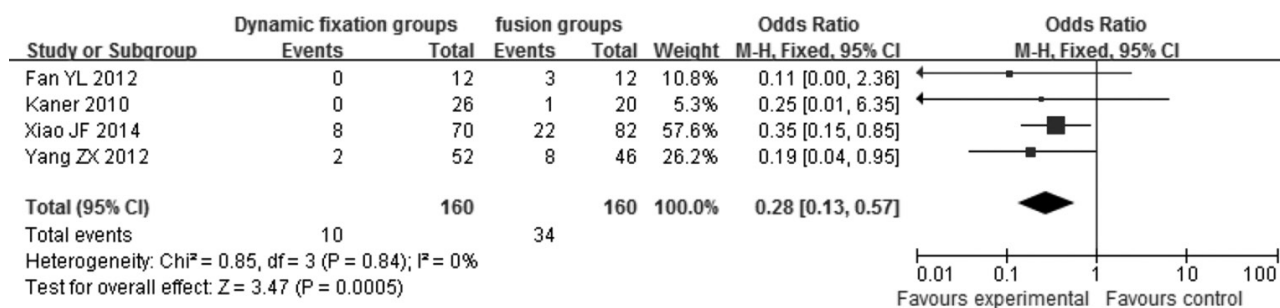 Dynamic fixation groups fusion groups Odds Ratio Odds Ratio
Study or Subgroup Events Total Events Total Weight M-H, Fixed, 95% CI M-H, Fixed, 95% CI
Fan YL 2012 0 12 3 12 10.8% 0.11 [0.00, 2.36]
Kaner 2010 0 26 1 20 5.3% 0.25 [0.01, 6.35]
Xiao JF 2014 8 70 22 82 57.6% 0.35 [0.15, 0.85]
Yang ZX 2012 2 52 8 46 26.2% 0.19 [0.04, 0.95]
Total (95% CI) 160 160 100.0% 0.28 [0.13, 0.57]
Total events 10 34
Heterogeneity: Chi² = 0.85, df = 3 (P = 0.84); I² = 0%
Test for overall effect: Z = 3.47 (P = 0.0005)
0.01 0.1 1 10 100
Favours experimental Favours control